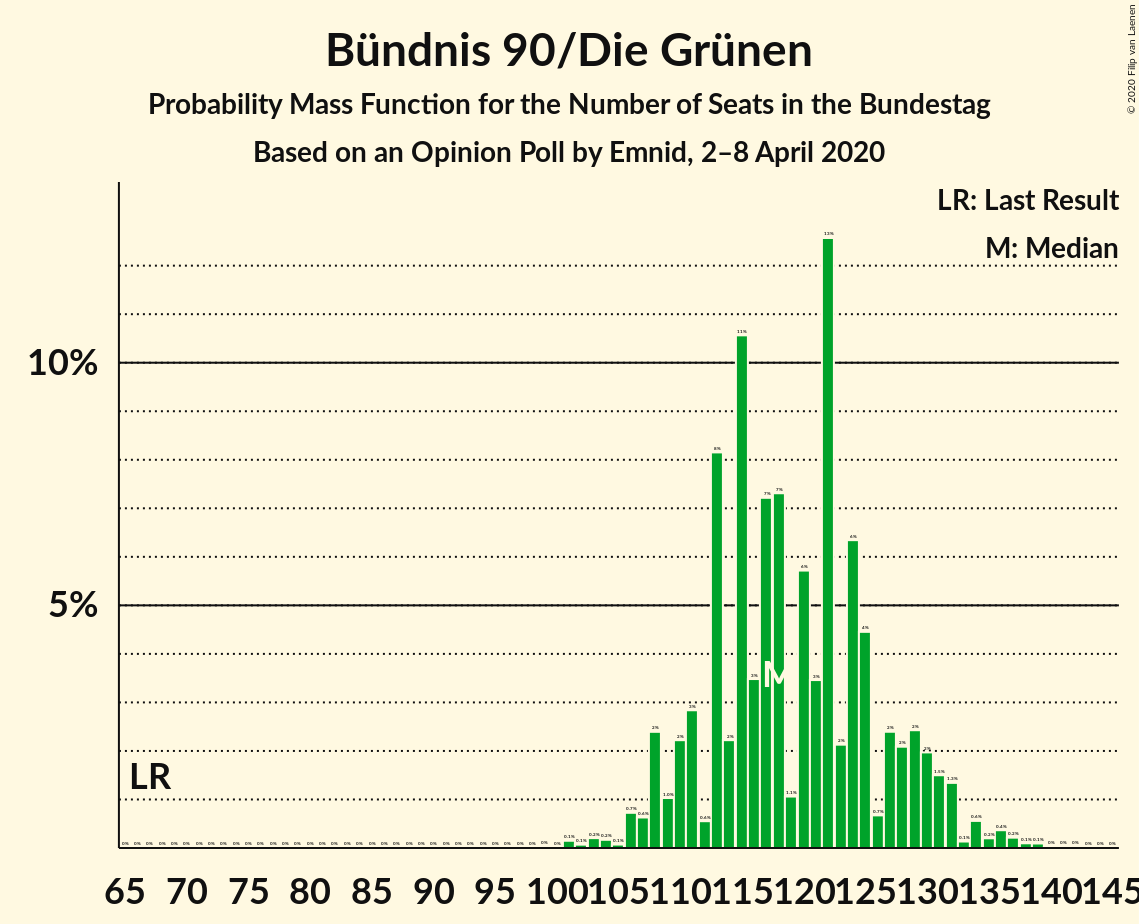 Bündnis 90/Die Grünen
Probability Mass Function for the Number of Seats in the Bundestag
Based on an Opinion Poll by Emnid, 2–8 April 2020
© 2020 Filip van Laenen
LR: Last Result
M: Median
10%
5%
LR
M
65 70 75 80 85 90 95 100 105 110 115 120 125 130 135 140 145